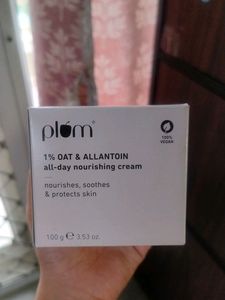 plum
100%
VEGAN
1% OAT & ALLANTOIN
all-day nourishing cream
nourishes, soothes
& protects skin
100 g ℮ 3.53 oz.